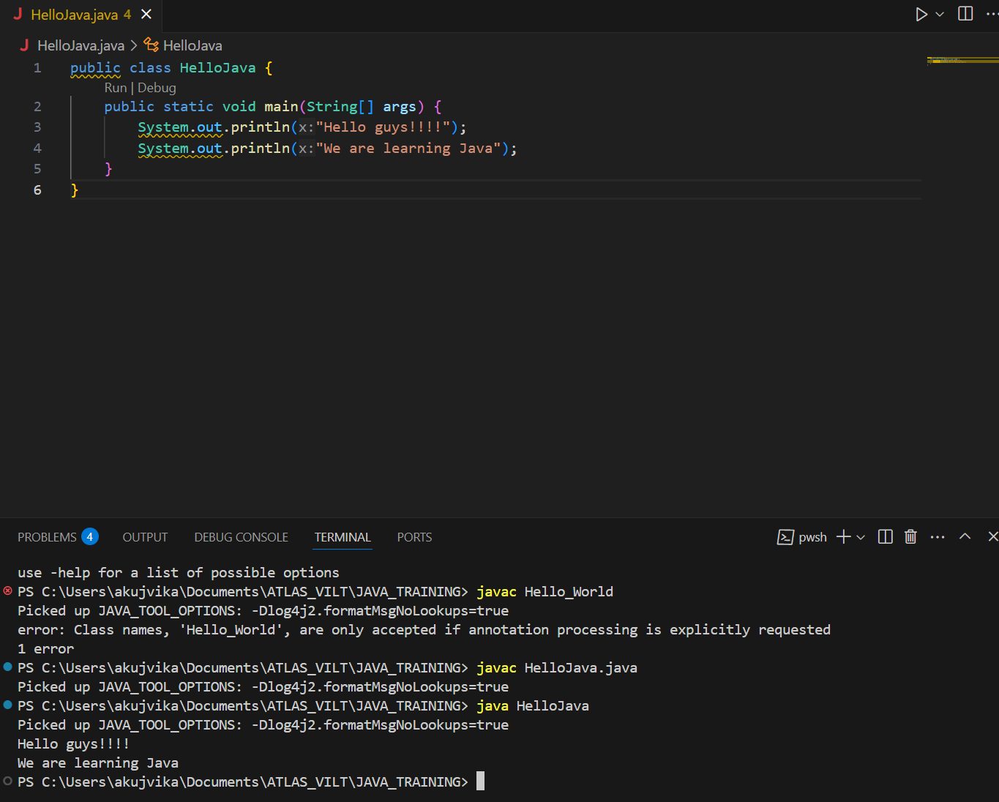 J HelloJava.java 4
J HelloJava.java > HelloJava
1 public class HelloJava {
Run | Debug
2 public static void main(String[] args) {
3 System.out.println(x:"Hello guys!!!!");
4 System.out.println(x:"We are learning Java");
5 }
6 }
PROBLEMS 4 OUTPUT DEBUG CONSOLE TERMINAL PORTS pwsh
use -help for a list of possible options
PS C:\Users\akujvika\Documents\ATLAS_VILT\JAVA_TRAINING> javac Hello_World
Picked up JAVA_TOOL_OPTIONS: -Dlog4j2.formatMsgNoLookups=true
error: Class names, 'Hello_World', are only accepted if annotation processing is explicitly requested
1 error
PS C:\Users\akujvika\Documents\ATLAS_VILT\JAVA_TRAINING> javac HelloJava.java
Picked up JAVA_TOOL_OPTIONS: -Dlog4j2.formatMsgNoLookups=true
PS C:\Users\akujvika\Documents\ATLAS_VILT\JAVA_TRAINING> java HelloJava
Picked up JAVA_TOOL_OPTIONS: -Dlog4j2.formatMsgNoLookups=true
Hello guys!!!!
We are learning Java
PS C:\Users\akujvika\Documents\ATLAS_VILT\JAVA_TRAINING>